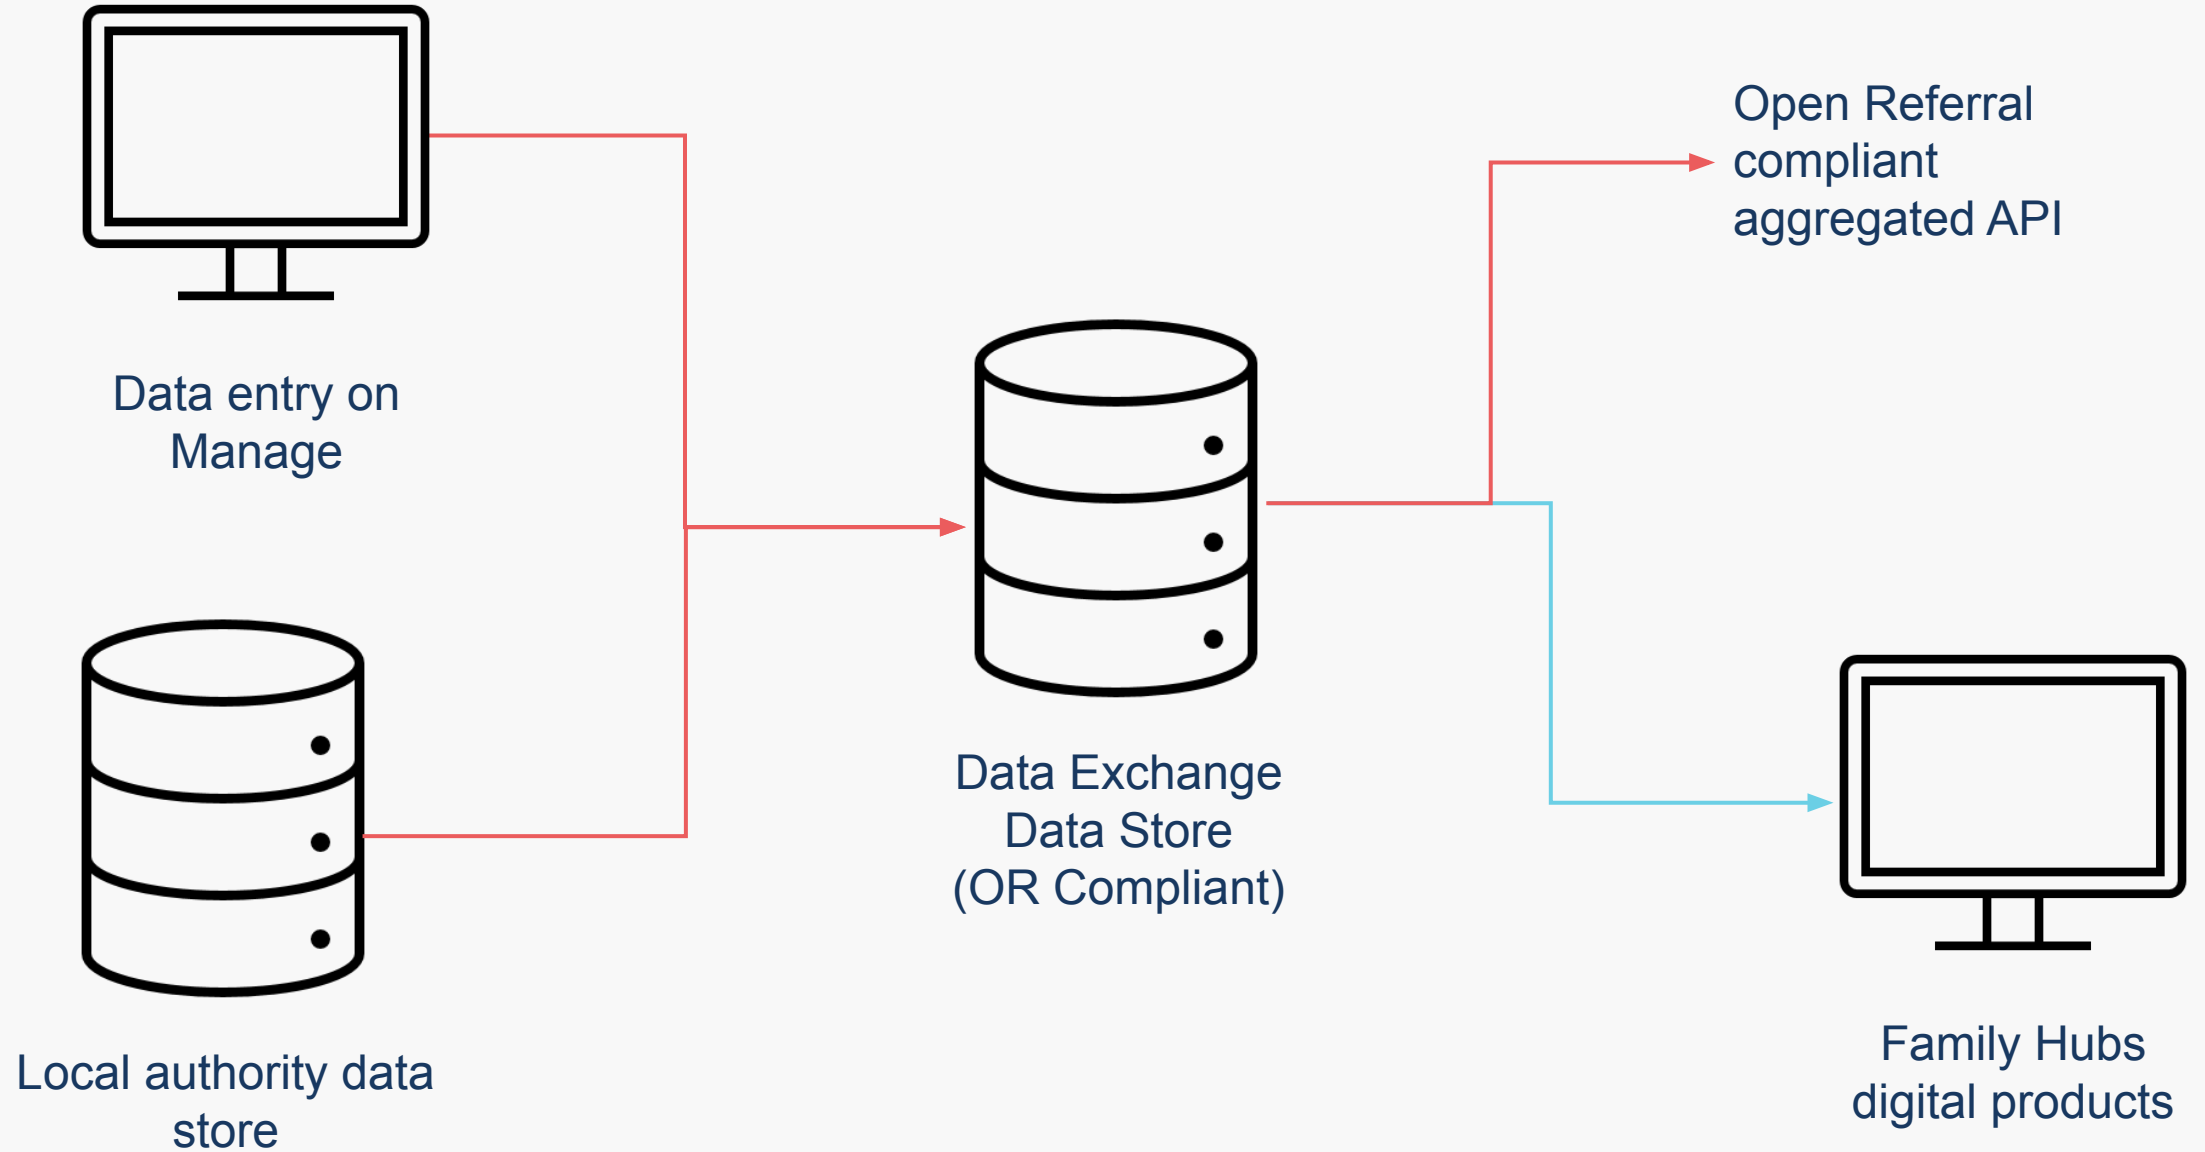 Data entry on
Manage
Local authority data
store
Data Exchange
Data Store
(OR Compliant)
Open Referral
compliant
aggregated API
Family Hubs
digital products